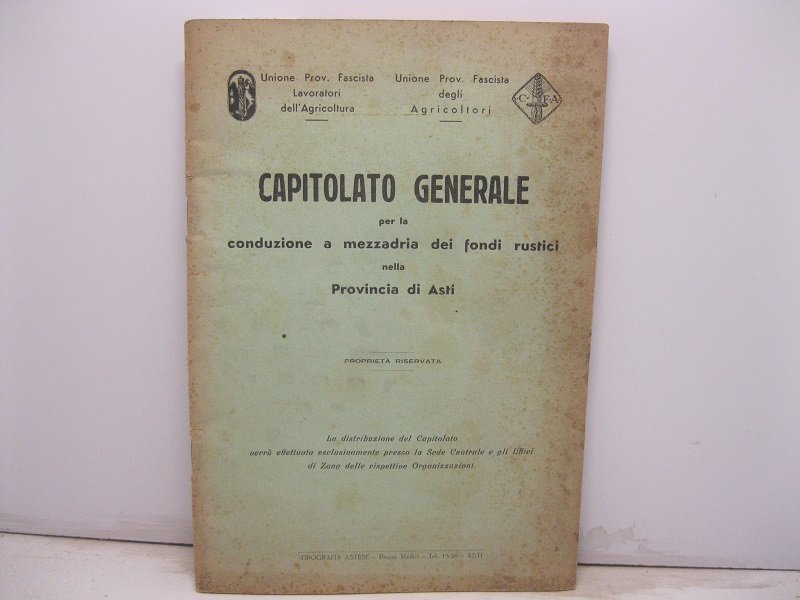 Unione Prov. Fascista
Lavoratori
dell'Agricoltura
Unione Prov. Fascista
degli
Agricoltori
C F A
CAPITOLATO GENERALE
per la
conduzione a mezzadria dei fondi rustici
nella
Provincia di Asti
PROPRIETÀ RISERVATA
La distribuzione del Capitolato
verrà effettuata esclusivamente presso la Sede Centrale e gli Uffici
di Zona delle rispettive Organizzazioni.
TIPOGRAFIA ASTESE - Piazza Medici - Tel. - ASTI